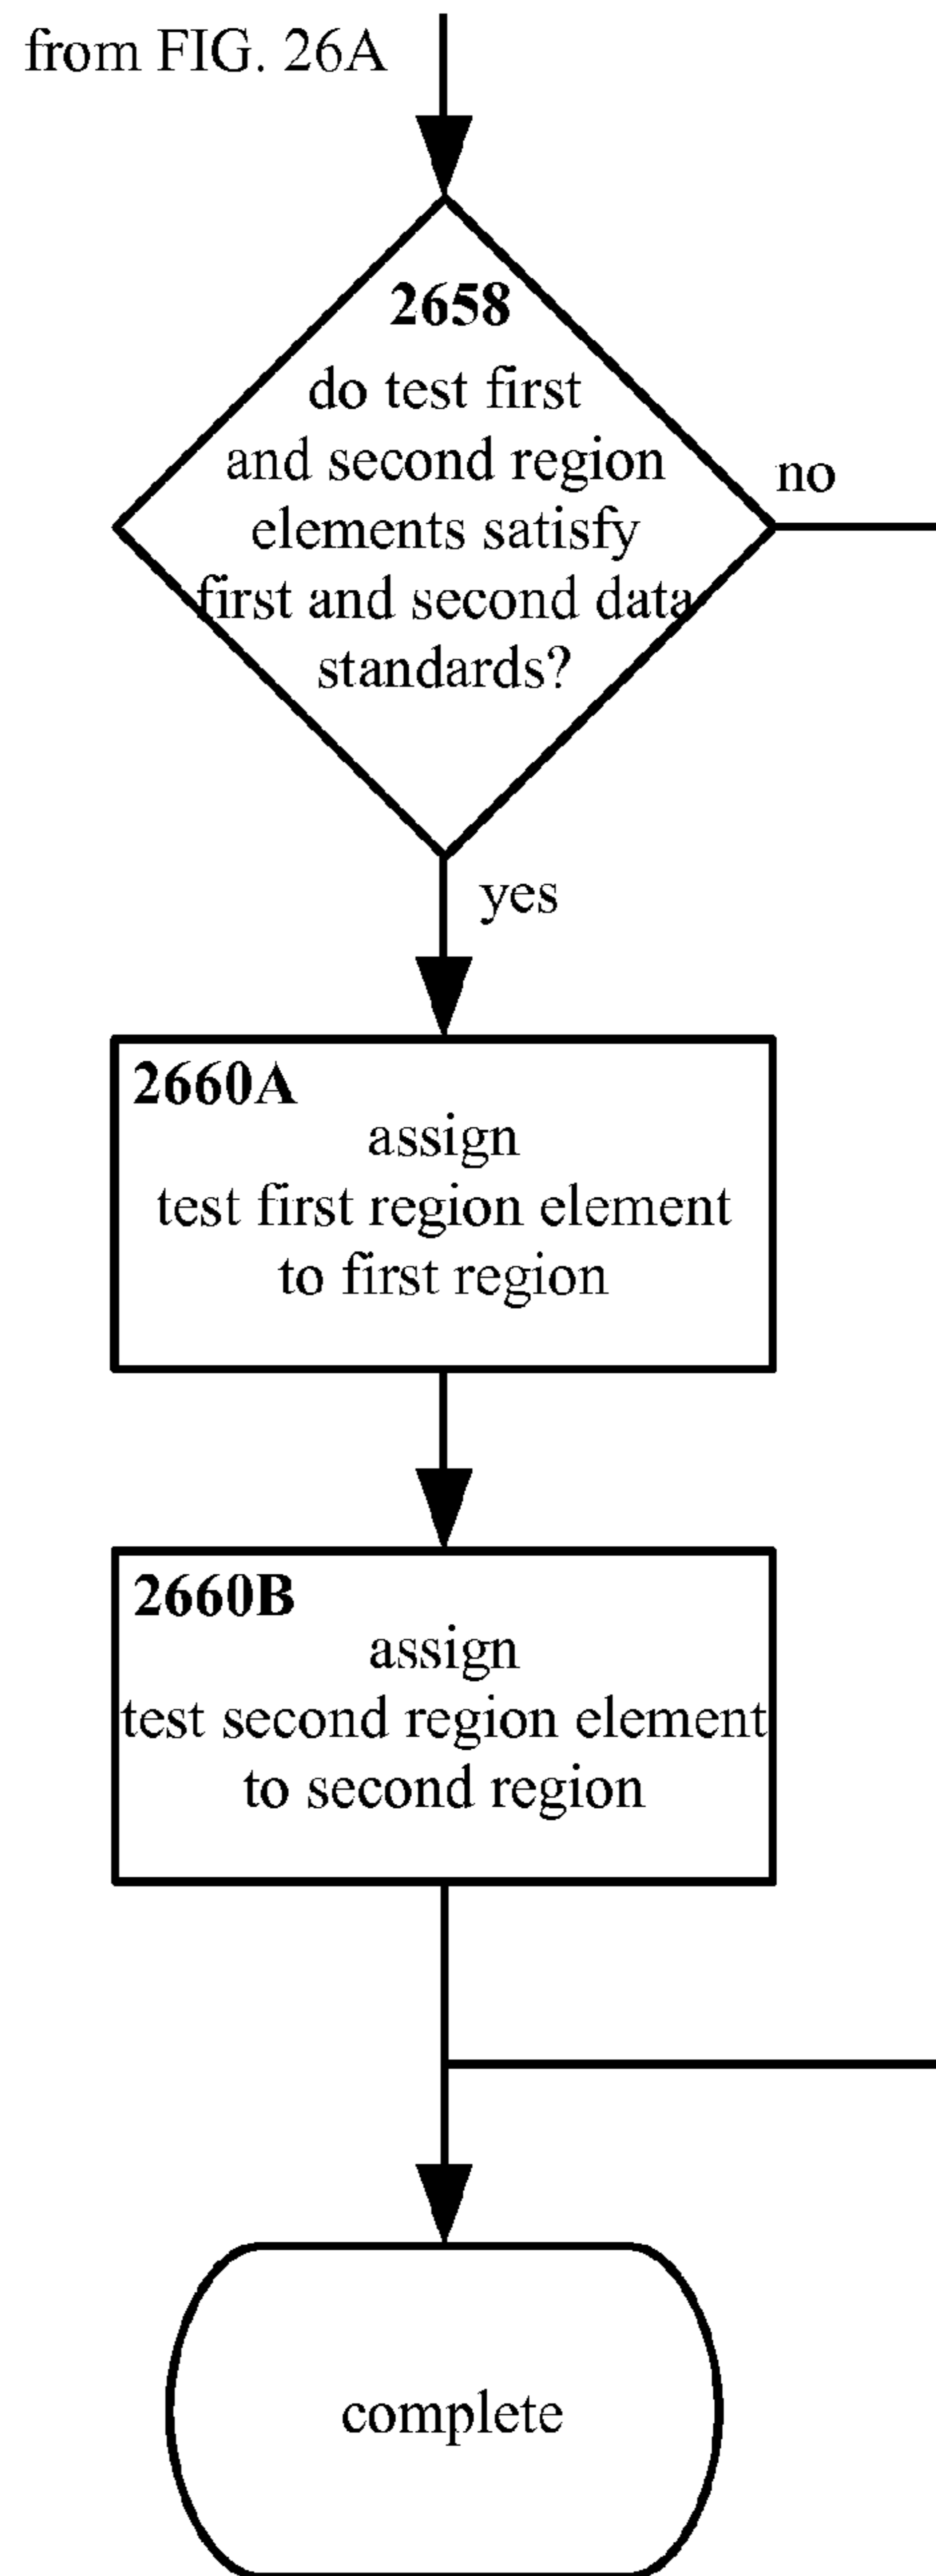 from FIG. 26A
2658
do test first
and second region
elements satisfy
first and second data
standards?
no
yes
2660A
assign
test first region element
to first region
2660B
assign
test second region element
to second region
complete